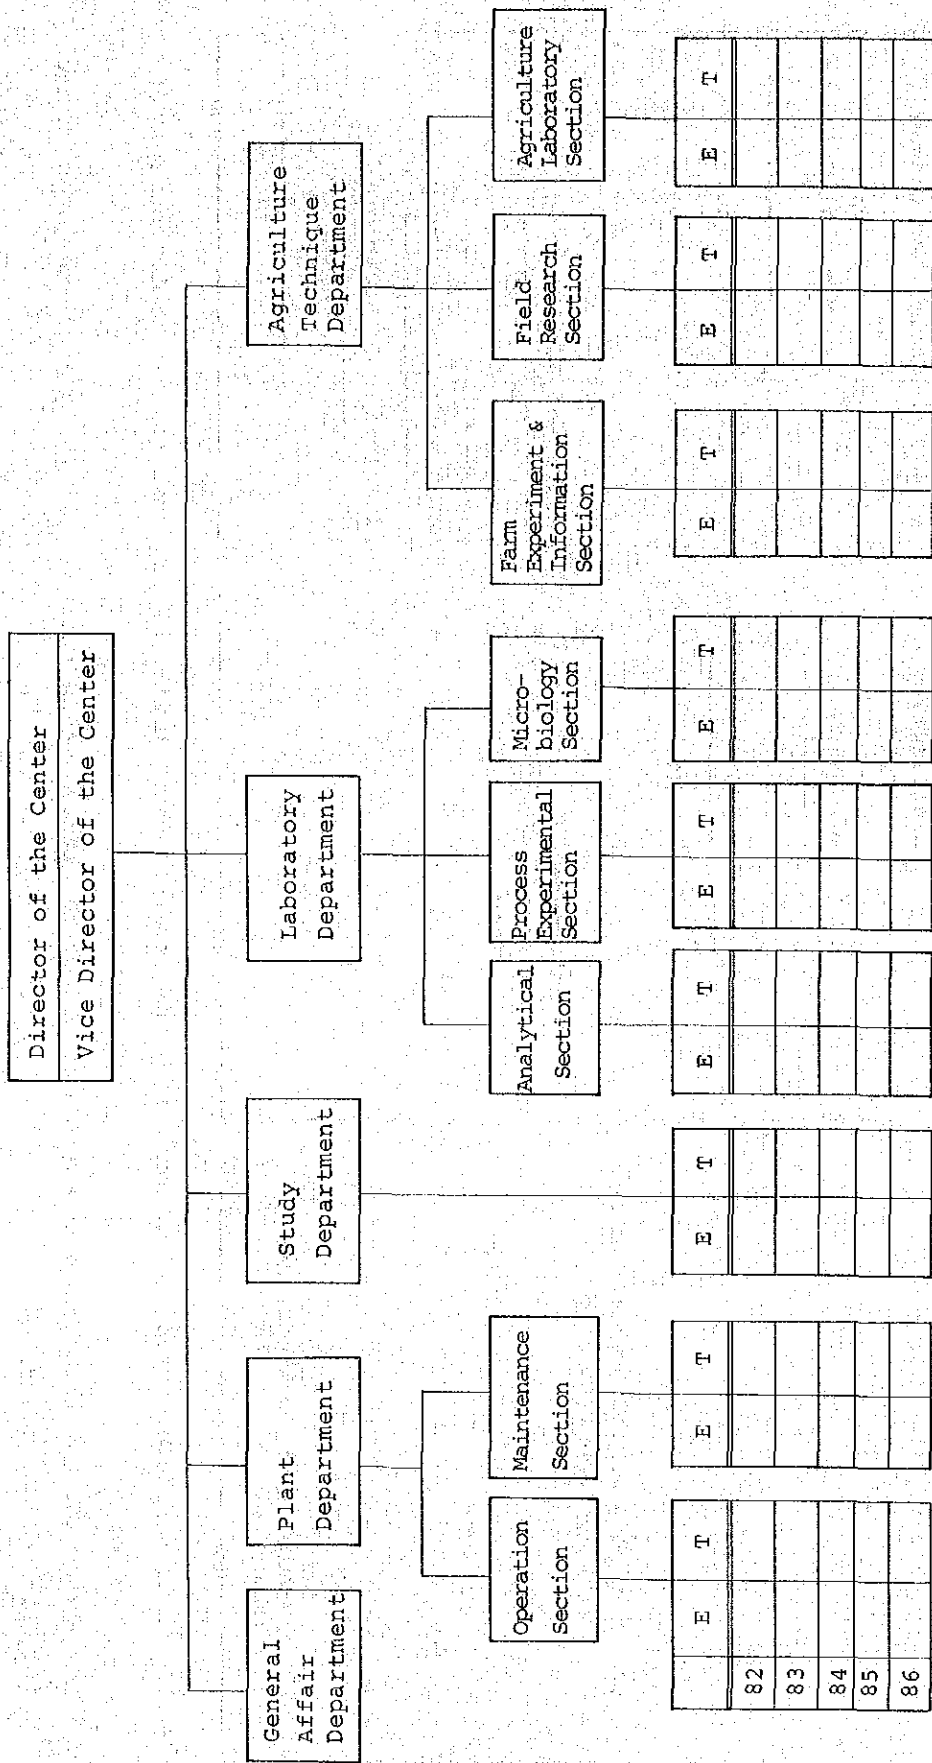 Director of the Center
Vice Director of the Center
General
Affair
Department
Plant
Department
Study
Department
Laboratory
Department
Agriculture
Technique
Department
Operation
Section
Maintenance
Section
Analytical
Section
Process
Experimental
Section
Micro-
biology
Section
Farm
Experiment &
Information
Section
Field
Research
Section
Agriculture
Laboratory
Section
E T E T E T E T E T E T E T E T E T
82
83
84
85
86